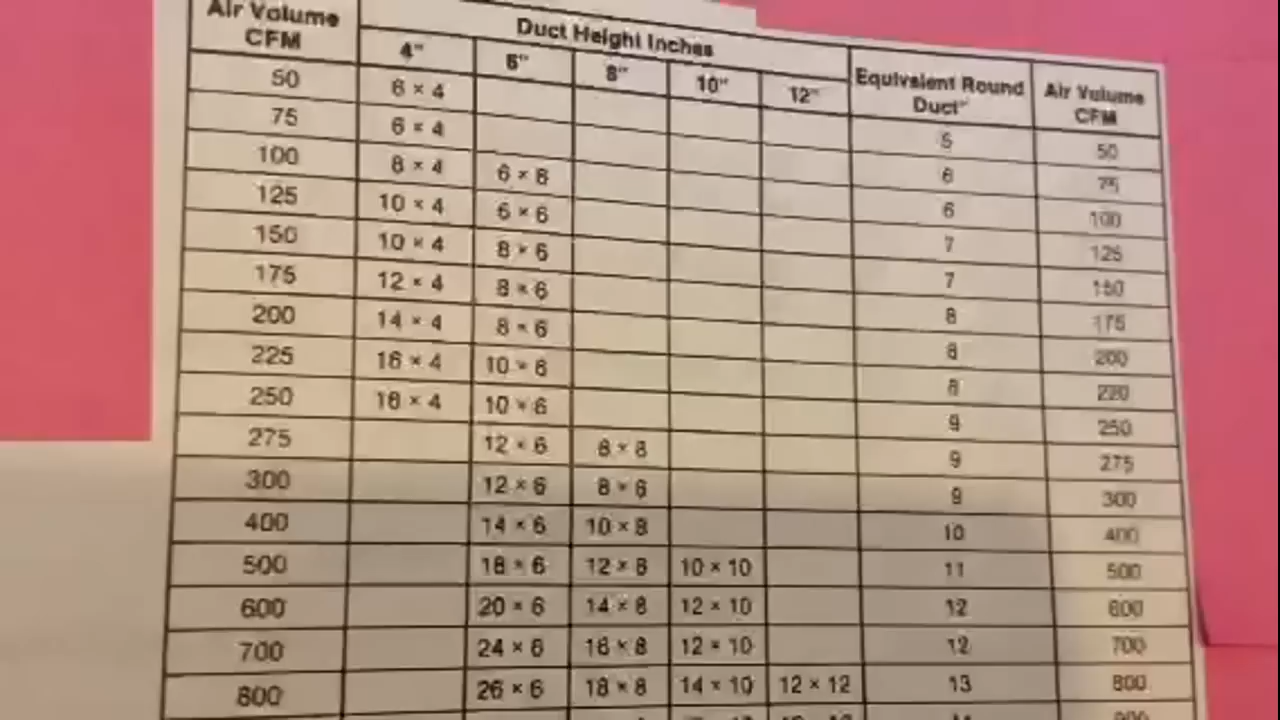 Air Volume CFM Duct Height Inches Equivalent Round Duct" Air Volume CFM
4" 6" 8" 10" 12"
50 6 × 4 5 50
75 6 × 4 6 75
100 8 × 4 6 × 6 6 100
125 10 × 4 6 × 6 7 125
150 10 × 4 8 × 6 7 150
175 12 × 4 8 × 6 8 175
200 14 × 4 8 × 6 8 200
225 16 × 4 10 × 6 8
250 18 × 4 10 × 6 9 250
275 12 × 6 8 × 8 9 275
300 12 × 6 8 × 9 300
400 14 × 6 10 × 8 10 400
500 18 × 6 12 × 8 10 × 10 11 500
600 20 × 6 14 × 8 12 × 10 12 600
700 24 × 6 16 × 8 12 × 10 12 700
800 26 × 6 18 × 8 14 × 10 12 × 12 13 800